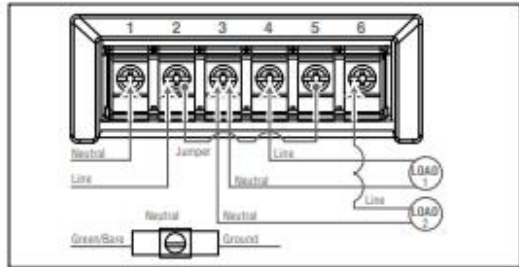 1 2 3 4 5 6
Neutral
Jumper
Line
LOAD
1
Line
Neutral
Line
LOAD
2
Neutral
Neutral
Green/Bare
Ground